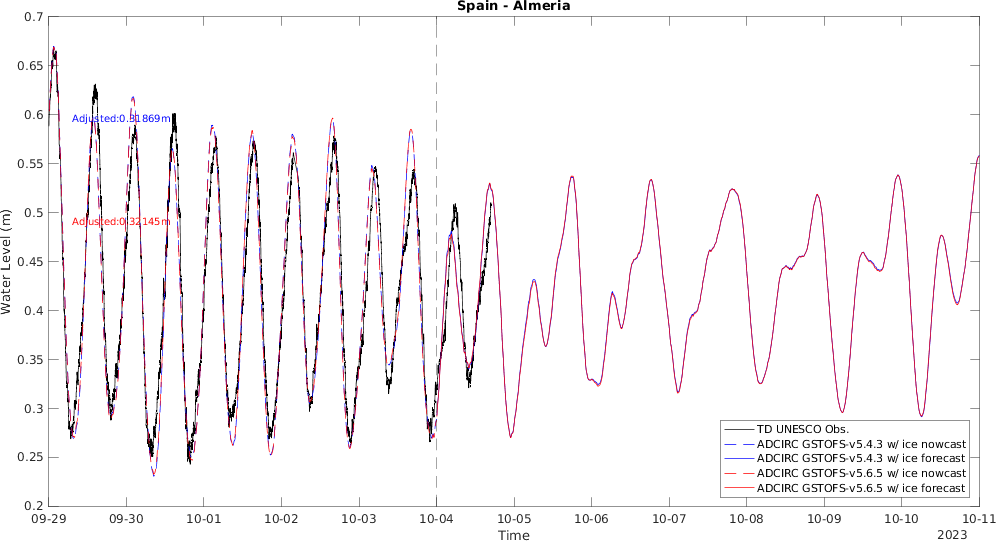 Spain - Almeria
0.7
0.65
0.6
0.55
0.5
0.45
0.4
0.35
0.3
0.25
0.2
Water Level (m)
Adjusted:0.31869m
Adjusted:0.32145m
TD UNESCO Obs.
ADCIRC GSTOFS-v5.4.3 w/ ice nowcast
ADCIRC GSTOFS-v5.4.3 w/ ice forecast
ADCIRC GSTOFS-v5.6.5 w/ ice nowcast
ADCIRC GSTOFS-v5.6.5 w/ ice forecast
09-29 09-30 10-01 10-02 10-03 10-04 10-05 10-06 10-07 10-08 10-09 10-10 10-11
Time
2023